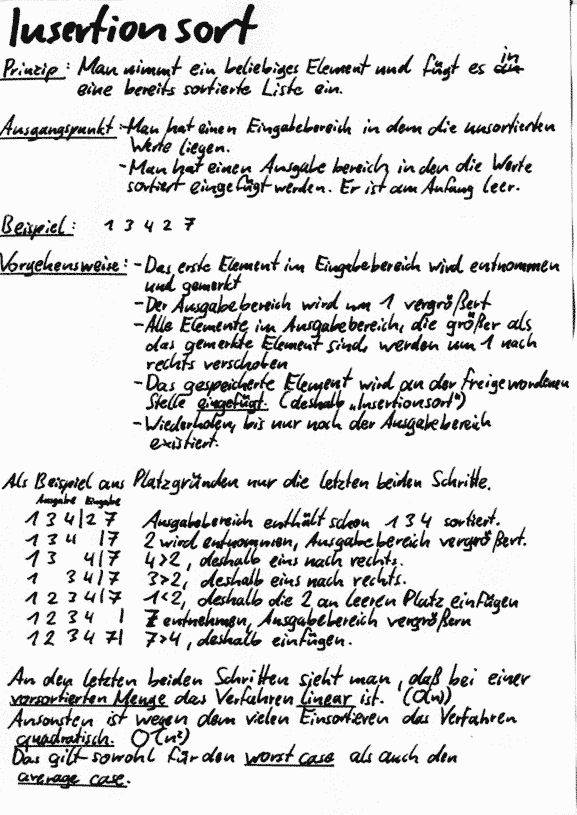 Insertionsort
Prinzip: Man nimmt ein beliebiges Element und fügt es in
eine bereits sortierte Liste ein.
Ausgangspunkt: -Man hat einen Eingabebereich in dem die unsortierten
Werte liegen.
-Man hat einen Ausgabebereich, in den die Werte
sortiert eingefügt werden. Er ist am Anfang leer.
Beispiel: 1 3 4 2 7
Vorgehensweise: -Das erste Element im Eingabebereich wird entnommen
und gemerkt
-Der Ausgabebereich wird um 1 vergrößert
-Alle Elemente im Ausgabebereich, die größer als
das gemerkte Element sind, werden um 1 nach
rechts verschoben
-Das gespeicherte Element wird an der freigewordenen
Stelle eingefügt. (deshalb „Insertionsort")
-Wiederholen, bis nur noch der Ausgabebereich
existiert.
Als Beispiel aus Platzgründen nur die letzten beiden Schritte.
Ausgabe Eingabe
1 3 4|2 7 Ausgabebereich enthält schon 1 3 4 sortiert.
1 3 4 |7 2 wird entnommen, Ausgabebereich vergrößert.
1 3 4|7 4>2, deshalb eins nach rechts.
1 3 4|7 3>2, deshalb eins nach rechts.
1 2 3 4|7 1<2, deshalb die 2 an leeren Platz einfügen
1 2 3 4 | 7 entnehmen, Ausgabebereich vergrößern
1 2 3 4 7| 7>4, deshalb einfügen.
An den letzten beiden Schritten sieht man, daß bei einer
vorsortierten Menge das Verfahren linear ist. (O(n))
Ansonsten ist wegen dem vielen Einsortieren das Verfahren
quadratisch. O(n²)
Das gilt sowohl für den worst case als auch den
average case.